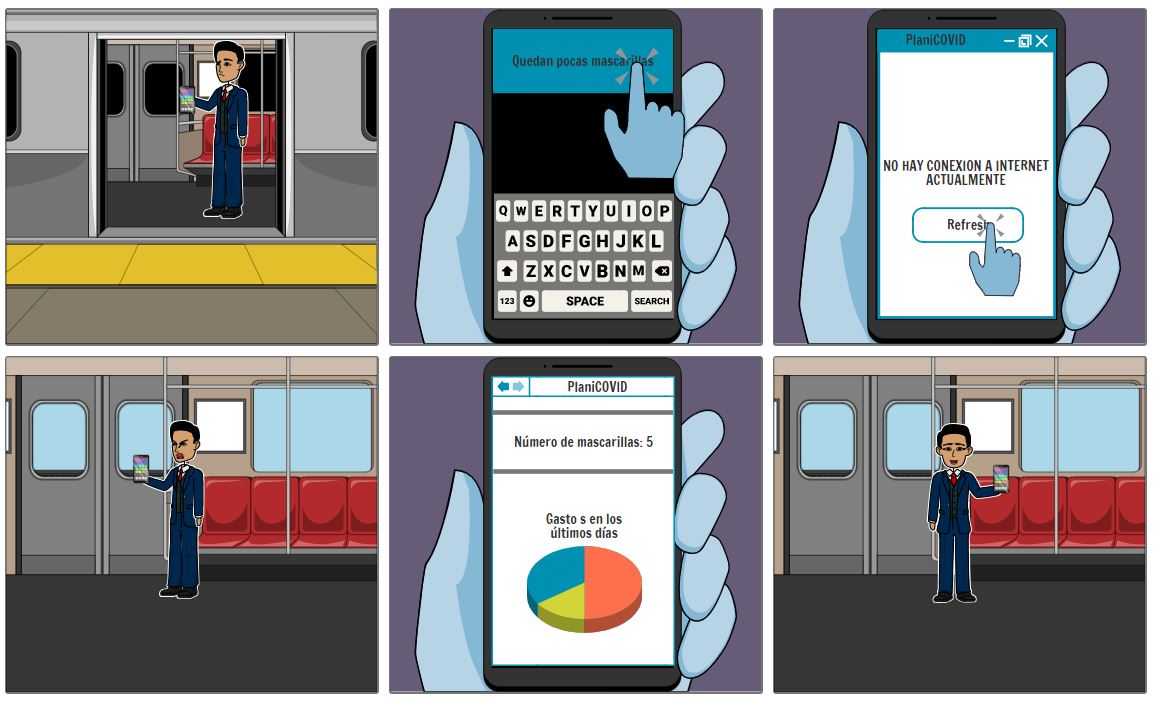 Quedan pocas mascarillas
Q W E R T Y U I O P
A S D F G H J K L
Z X C V B N M
123 SPACE SEARCH
PlaniCOVID
NO HAY CONEXION A INTERNET
ACTUALMENTE
Refresh
PlaniCOVID
Número de mascarillas: 5
Gasto s en los
últimos días